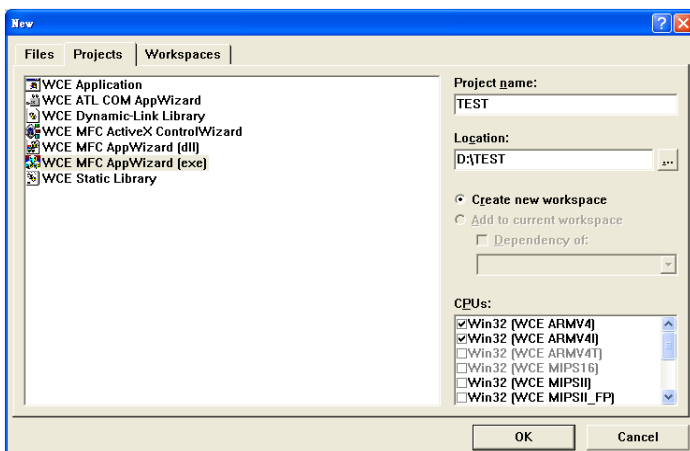 New
Files
Projects
Workspaces
WCE Application
WCE ATL COM AppWizard
WCE Dynamic-Link Library
WCE MFC ActiveX ControlWizard
WCE MFC AppWizard (dll)
WCE MFC AppWizard (exe)
WCE Static Library
Project name:
TEST
Location:
D:\TEST
...
Create new workspace
Add to current workspace
Dependency of:
CPUs:
Win32 (WCE ARMV4)
Win32 (WCE ARMV4I)
Win32 (WCE ARMV4T)
Win32 (WCE MIPS16)
Win32 (WCE MIPSII)
Win32 (WCE MIPSII_FP)
OK
Cancel